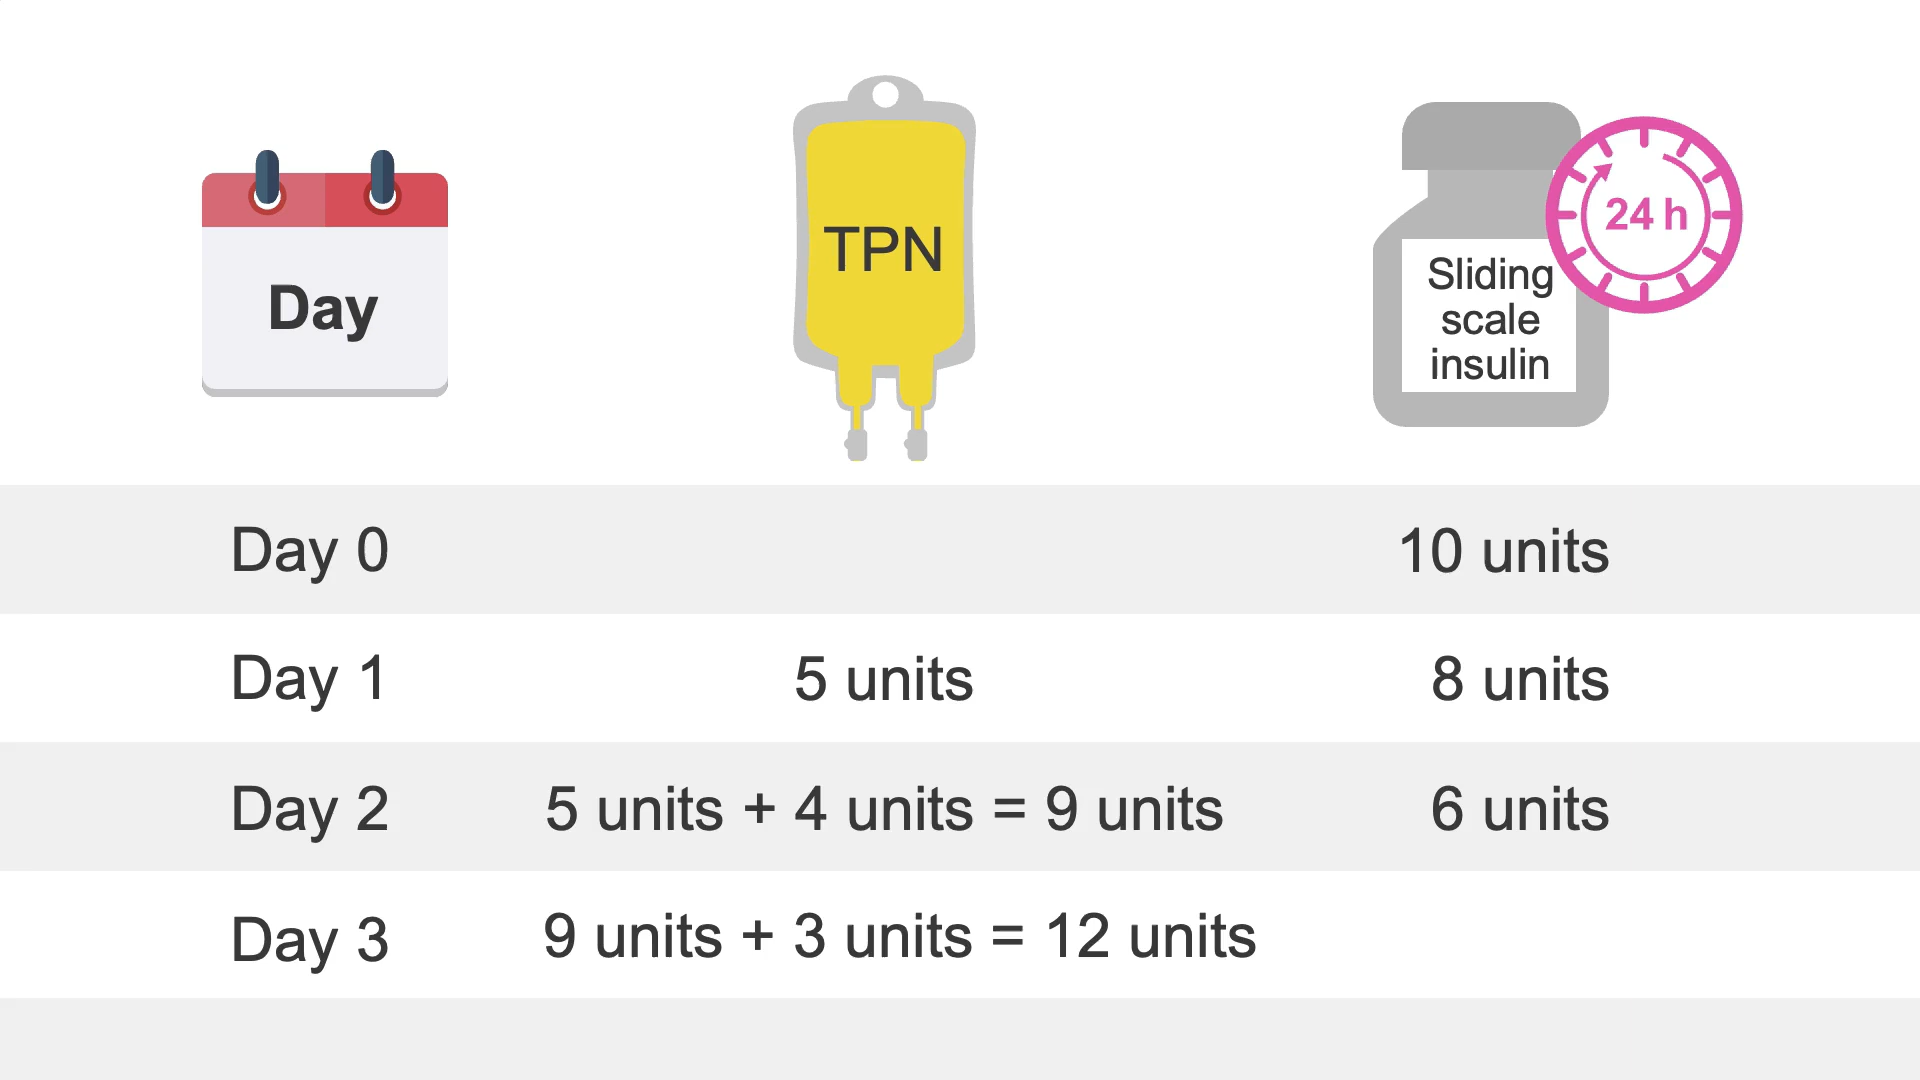 Day
TPN
Sliding
scale
insulin
24 h
Day 0
10 units
Day 1
5 units
8 units
Day 2
5 units + 4 units = 9 units
6 units
Day 3
9 units + 3 units = 12 units